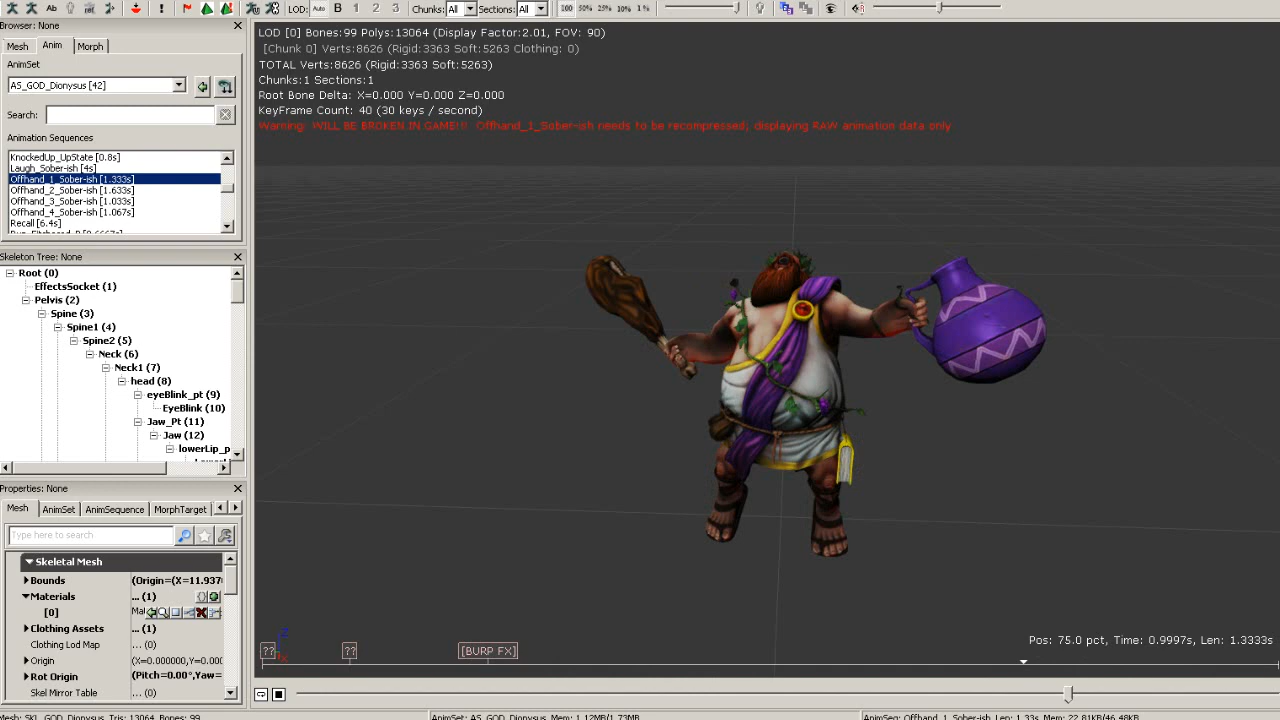 LOD: Auto B 1 2 3 Chunks: All Sections: All 100 50% 25% 10% 1%
Browser: None
Mesh Anim Morph
AnimSet
AS_GOD_Dionysus [42]
Search:
Animation Sequences
KnockedUp_UpState [0.8s]
Laugh_Sober-ish [4s]
Offhand_1_Sober-ish [1.333s]
Offhand_2_Sober-ish [1.633s]
Offhand_3_Sober-ish [1.033s]
Offhand_4_Sober-ish [1.067s]
Recall [6.4s]
Skeleton Tree: None
Root (0)
EffectsSocket (1)
Pelvis (2)
Spine (3)
Spine1 (4)
Spine2 (5)
Neck (6)
Neck1 (7)
head (8)
eyeBlink_pt (9)
EyeBlink (10)
Jaw_Pt (11)
Jaw (12)
lowerLip_p
Properties: None
Mesh AnimSet AnimSequence MorphTarget
Type here to search
Skeletal Mesh
Bounds (Origin=(X=11.937
Materials ... (1)
[0] Mal
Clothing Assets ... (1)
Clothing Lod Map ... (0)
Origin (X=0.000000,Y=0.00
Rot Origin (Pitch=0.00°,Yaw=
Skel Mirror Table ... (0)
LOD [0] Bones:99 Polys:13064 (Display Factor:2.01, FOV: 90)
[Chunk 0] Verts:8626 (Rigid:3363 Soft:5263 Clothing: 0)
TOTAL Verts:8626 (Rigid:3363 Soft:5263)
Chunks:1 Sections:1
Root Bone Delta: X=0.000 Y=0.000 Z=0.000
KeyFrame Count: 40 (30 keys / second)
Warning: WILL BE BROKEN IN GAME!!! Offhand_1_Sober-ish needs to be recompressed; displaying RAW animation data only
Z
X
?? ?? [BURP FX]
Pos: 75.0 pct, Time: 0.9997s, Len: 1.3333s
Mesh: SKL_GOD_Dionysus, Tris: 13064, Bones: 99 AnimSet: AS_GOD_Dionysus, Mem: 1.12MB/1.73MB AnimSeq: Offhand_1_Sober-ish, Len: 1.33s, Mem: 22.81KB/46.48KB